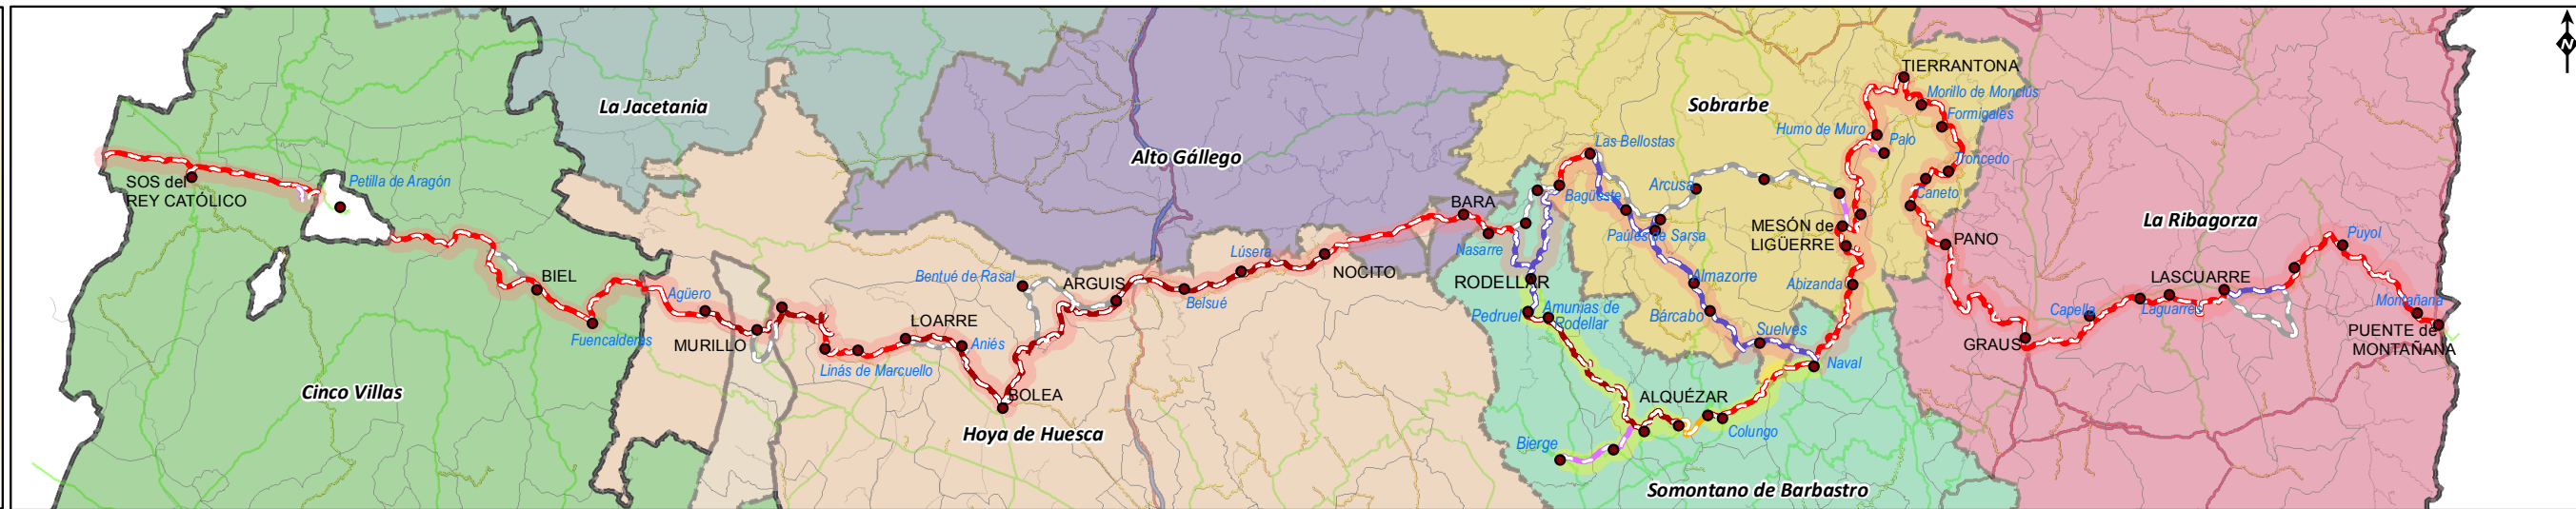 N
TIERRANTONA
Morillo de Monclús
La Jacetania
Sobrarbe
Formigales
Humo de Muro
Palo
Las Bellostas
Alto Gállego
Troncedo
SOS del
REY CATÓLICO
Petilla de Aragón
Arcusa
Bagüeste
Caneto
BARA
MESÓN de
LIGÜERRE
La Ribagorza
Puyol
Paúles de Sarsa
PANO
Nasarre
Lúsera
NOCITO
BIEL
Bentué de Rasal
ARGUIS
RODELLAR
Almazorre
Abizanda
LASCUARRE
Agüero
Belsué
Pedruel
Amunias de
Rodellar
Bárcabo
Capella
Laguarres
Montañana
LOARRE
Fuencalderas
MURILLO
Aniés
Suelves
GRAUS
PUENTE de
MONTAÑANA
Linás de Marcuello
Naval
Cinco Villas
BOLEA
ALQUÉZAR
Hoya de Huesca
Colungo
Bierge
Somontano de Barbastro